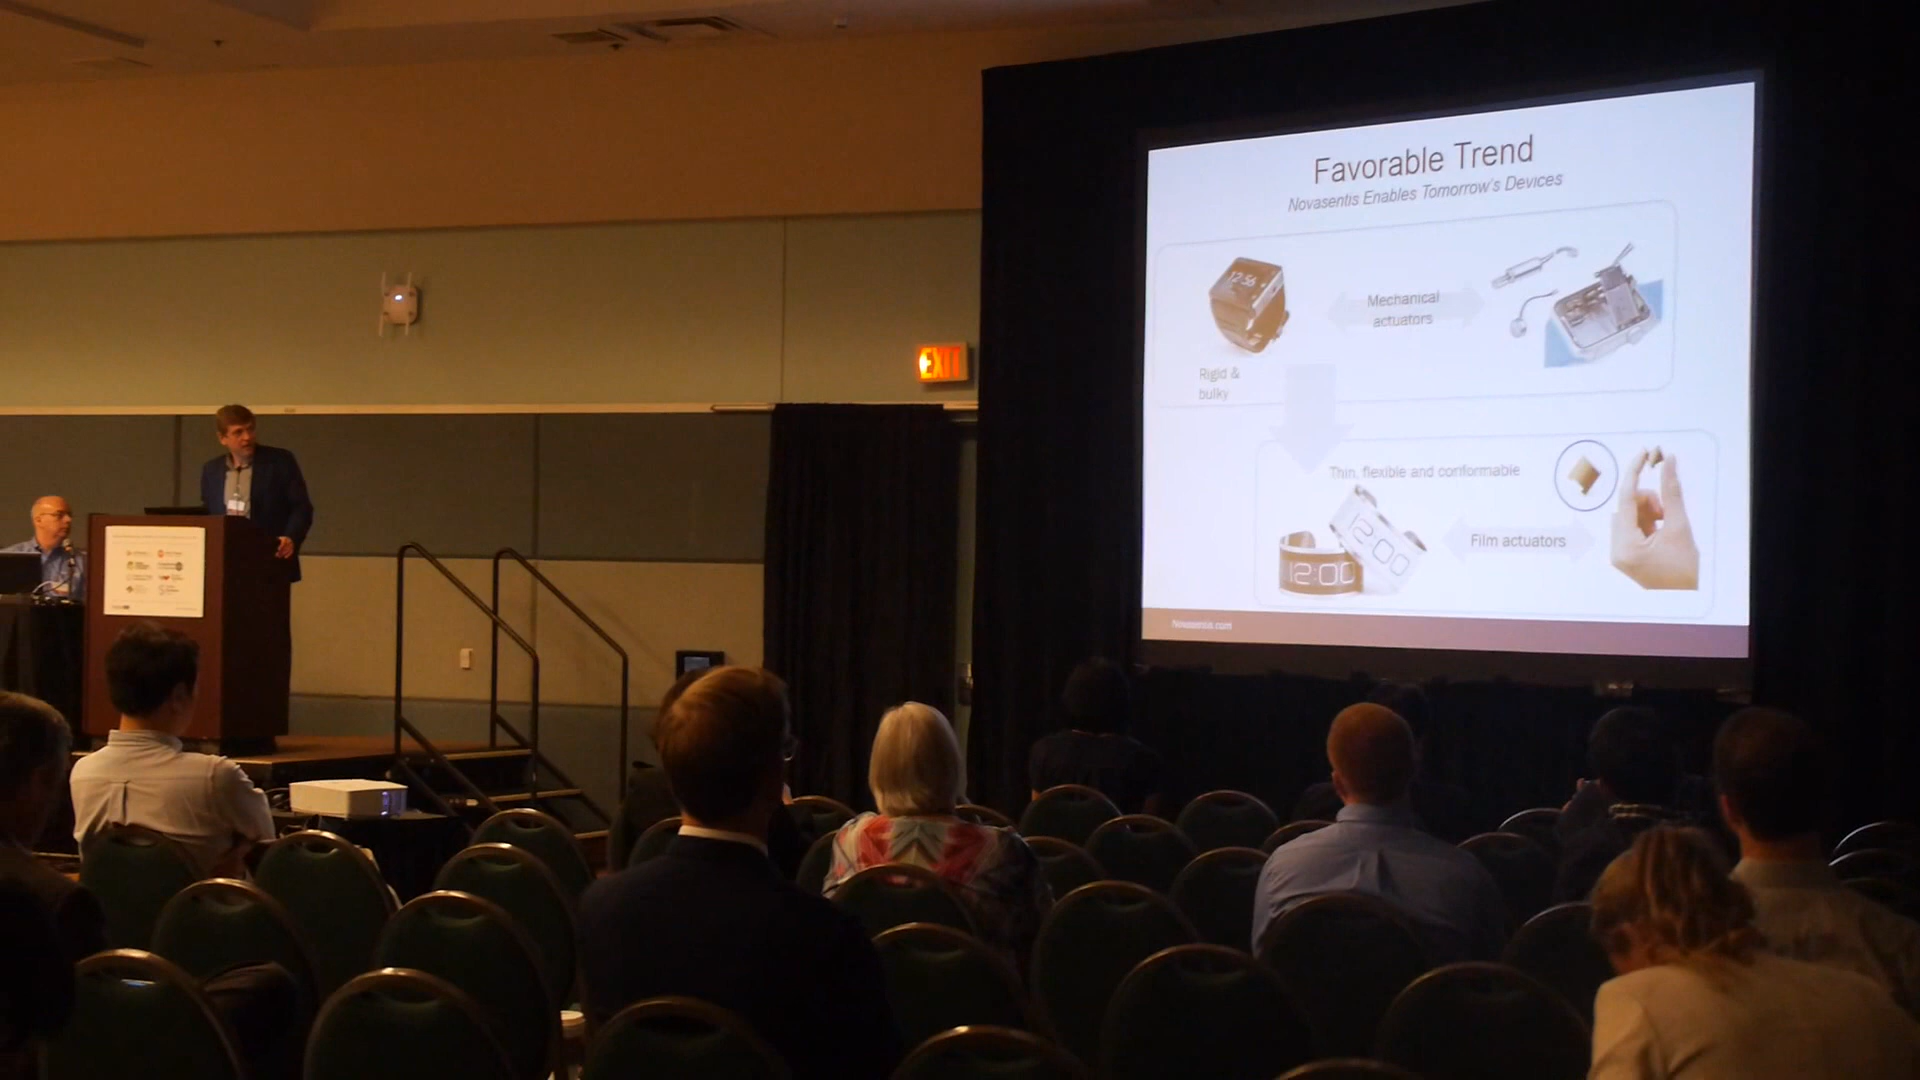 Favorable Trend
Novasentis Enables Tomorrow's Devices
12:56
Mechanical
actuators
Rigid &
bulky
Thin, flexible and conformable
12:00
12:00
Film actuators
Novasentis.com
EXIT